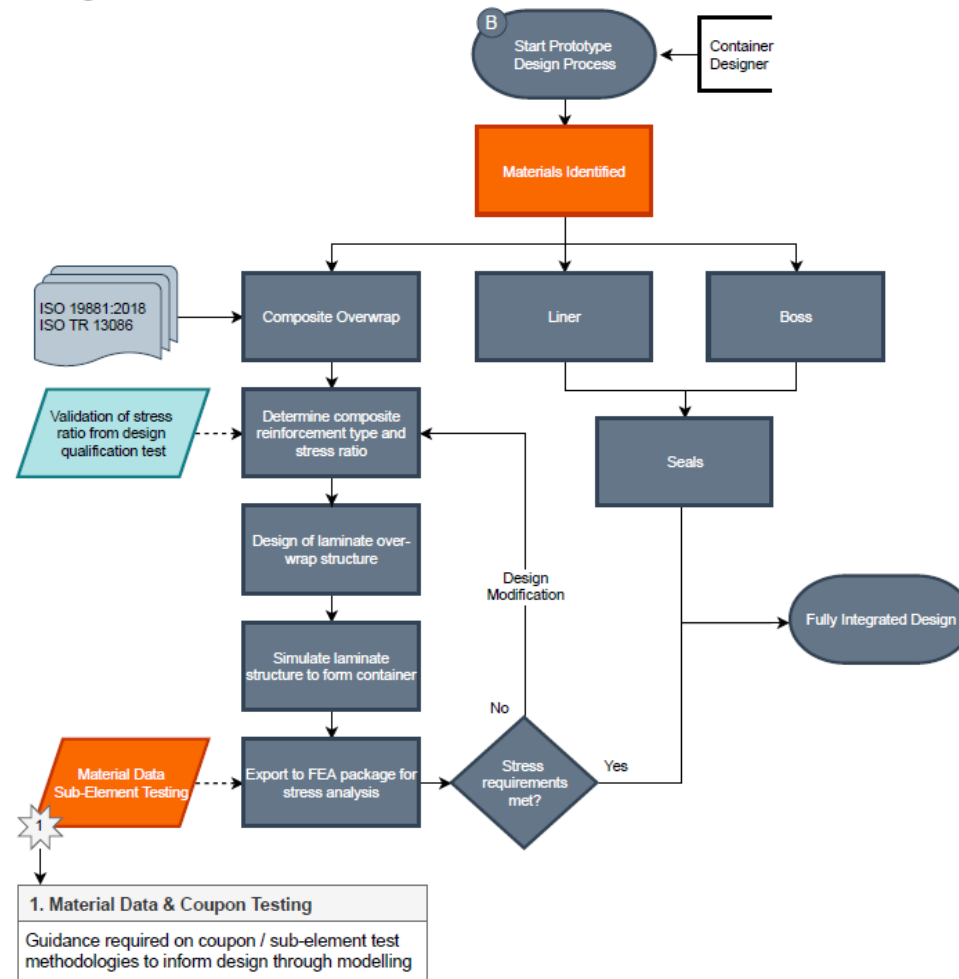 B
Start Prototype
Design Process
Container
Designer
Materials Identified
ISO 19881:2018
ISO TR 13086
Composite Overwrap
Liner
Boss
Validation of stress
ratio from design
qualification test
Determine composite
reinforcement type and
stress ratio
Seals
Design of laminate over-
wrap structure
Design
Modification
Fully Integrated Design
Simulate laminate
structure to form container
No
Material Data
Sub-Element Testing
Export to FEA package for
stress analysis
Stress
requirements
met?
Yes
1
1. Material Data & Coupon Testing
Guidance required on coupon / sub-element test
methodologies to inform design through modelling